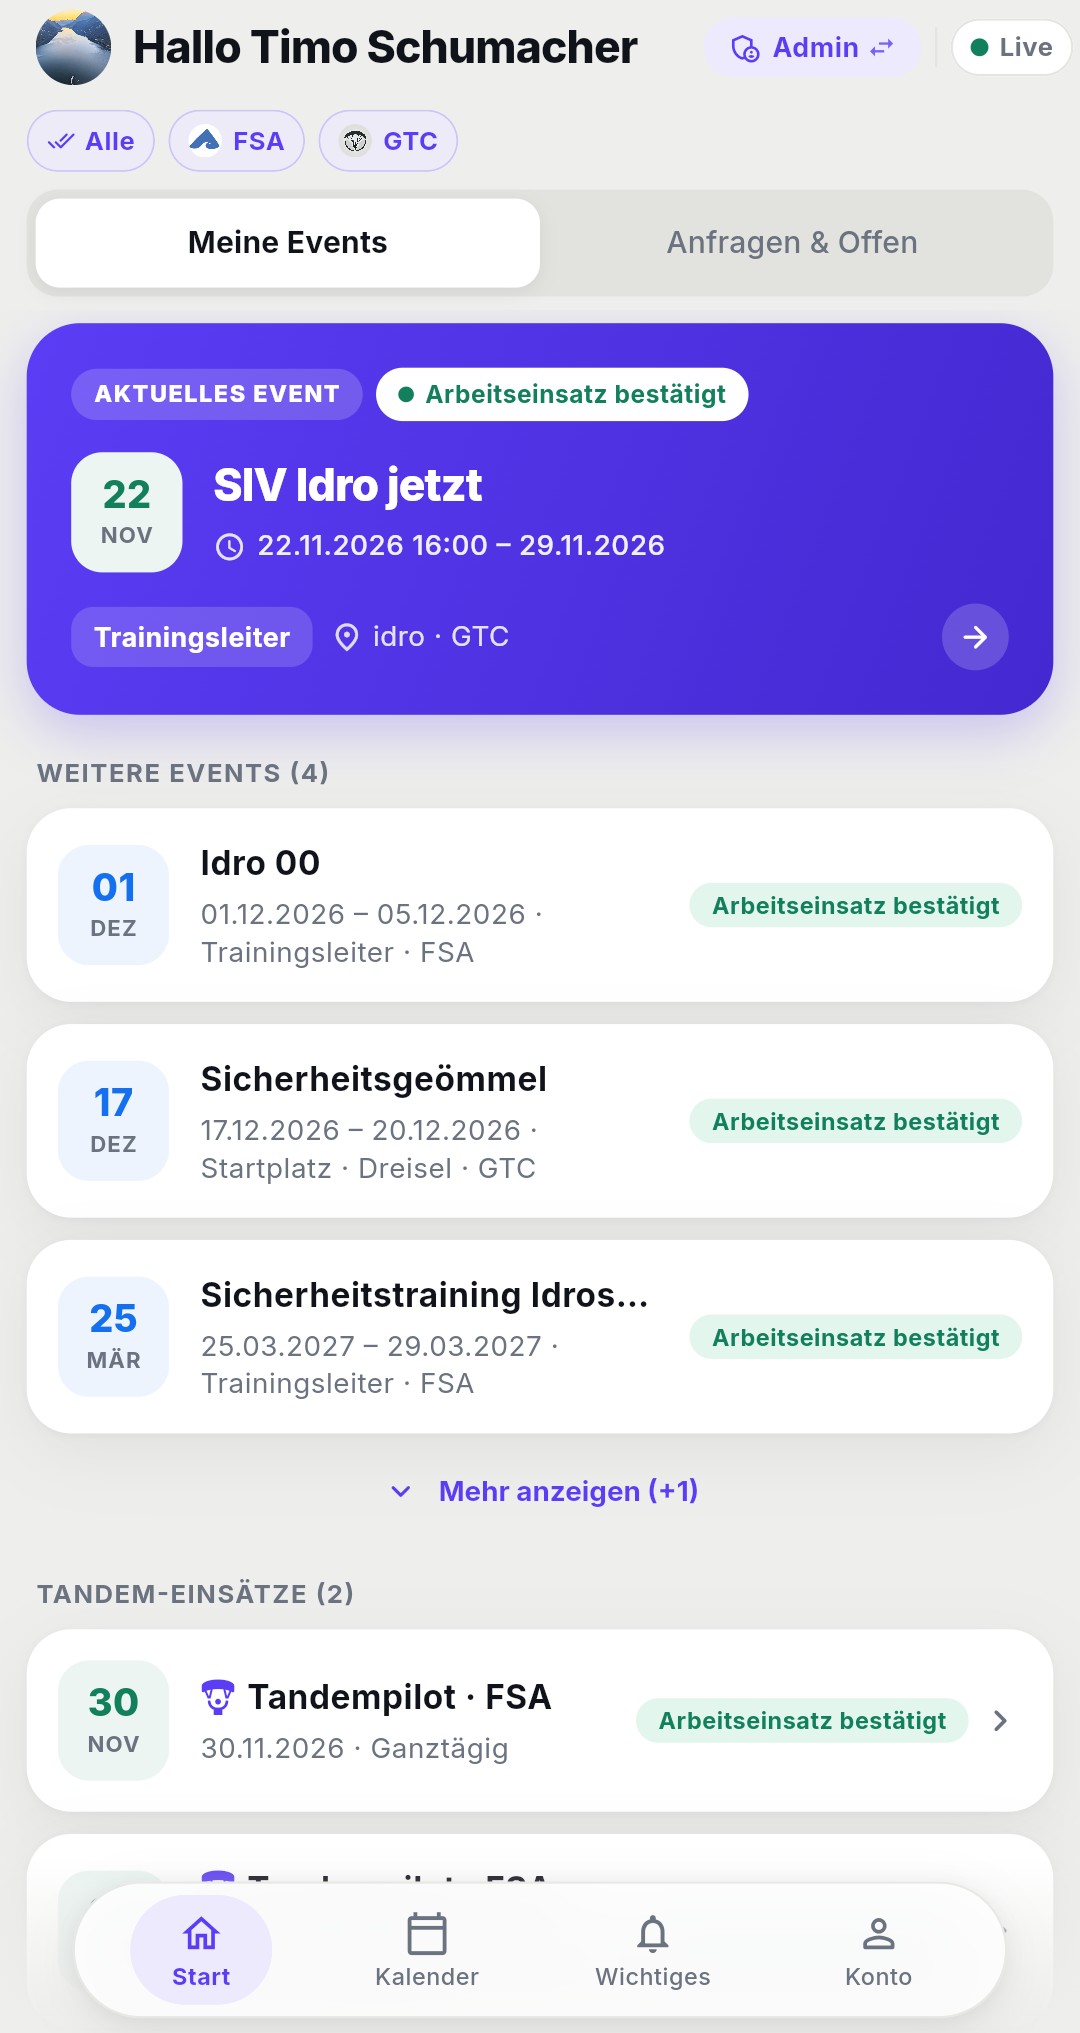 Hallo Timo Schumacher
Admin
Live
Alle
FSA
GTC
Meine Events
Anfragen & Offen
AKTUELLES EVENT
Arbeitseinsatz bestätigt
22
NOV
SIV Idro jetzt
22.11.2026 16:00 – 29.11.2026
Trainingsleiter
idro · GTC
WEITERE EVENTS (4)
01
DEZ
Idro 00
01.12.2026 – 05.12.2026 ·
Trainingsleiter · FSA
Arbeitseinsatz bestätigt
17
DEZ
Sicherheitsgeömmel
17.12.2026 – 20.12.2026 ·
Startplatz · Dreisel · GTC
Arbeitseinsatz bestätigt
25
MÄR
Sicherheitstraining Idros...
25.03.2027 – 29.03.2027 ·
Trainingsleiter · FSA
Arbeitseinsatz bestätigt
Mehr anzeigen (+1)
TANDEM-EINSÄTZE (2)
30
NOV
Tandempilot · FSA
30.11.2026 · Ganztägig
Arbeitseinsatz bestätigt
Start
Kalender
Wichtiges
Konto